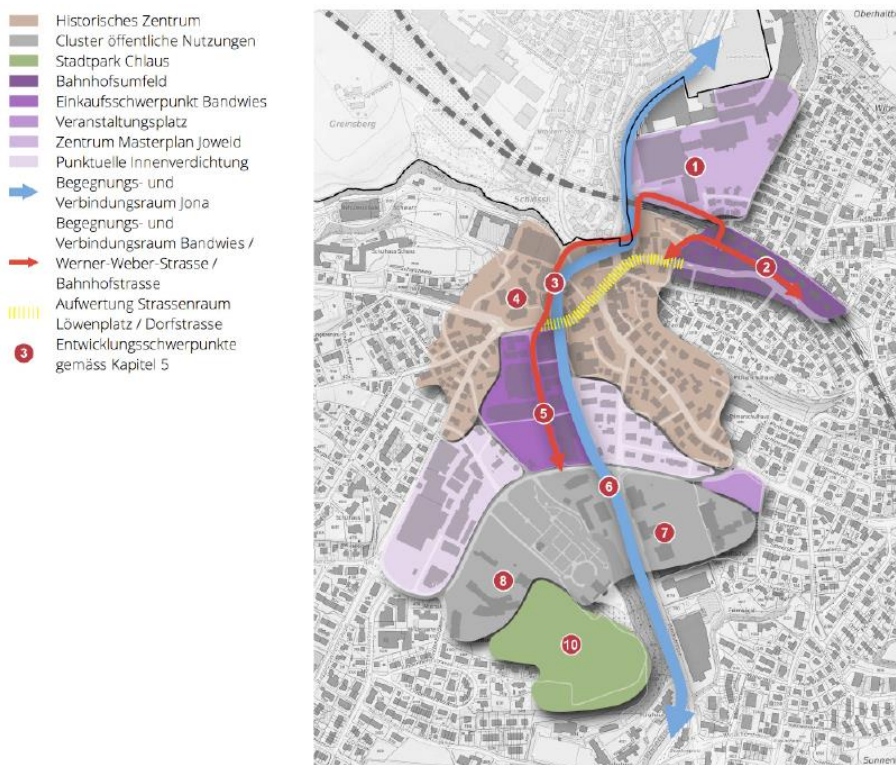 Historisches Zentrum
Cluster öffentliche Nutzungen
Stadtpark Chlaus
Bahnhofsumfeld
Einkaufsschwerpunkt Bandwies
Veranstaltungsplatz
Zentrum Masterplan Joweid
Punktuelle Innenverdichtung
Begegnungs- und
Verbindungsraum Jona
Begegnungs- und
Verbindungsraum Bandwies /
Werner-Weber-Strasse /
Bahnhofstrasse
Aufwertung Strassenraum
Löwenplatz / Dorfstrasse
3 Entwicklungsschwerpunkte
gemäss Kapitel 5
Greinsberg
1
2
3
4
5
6
7
8
10